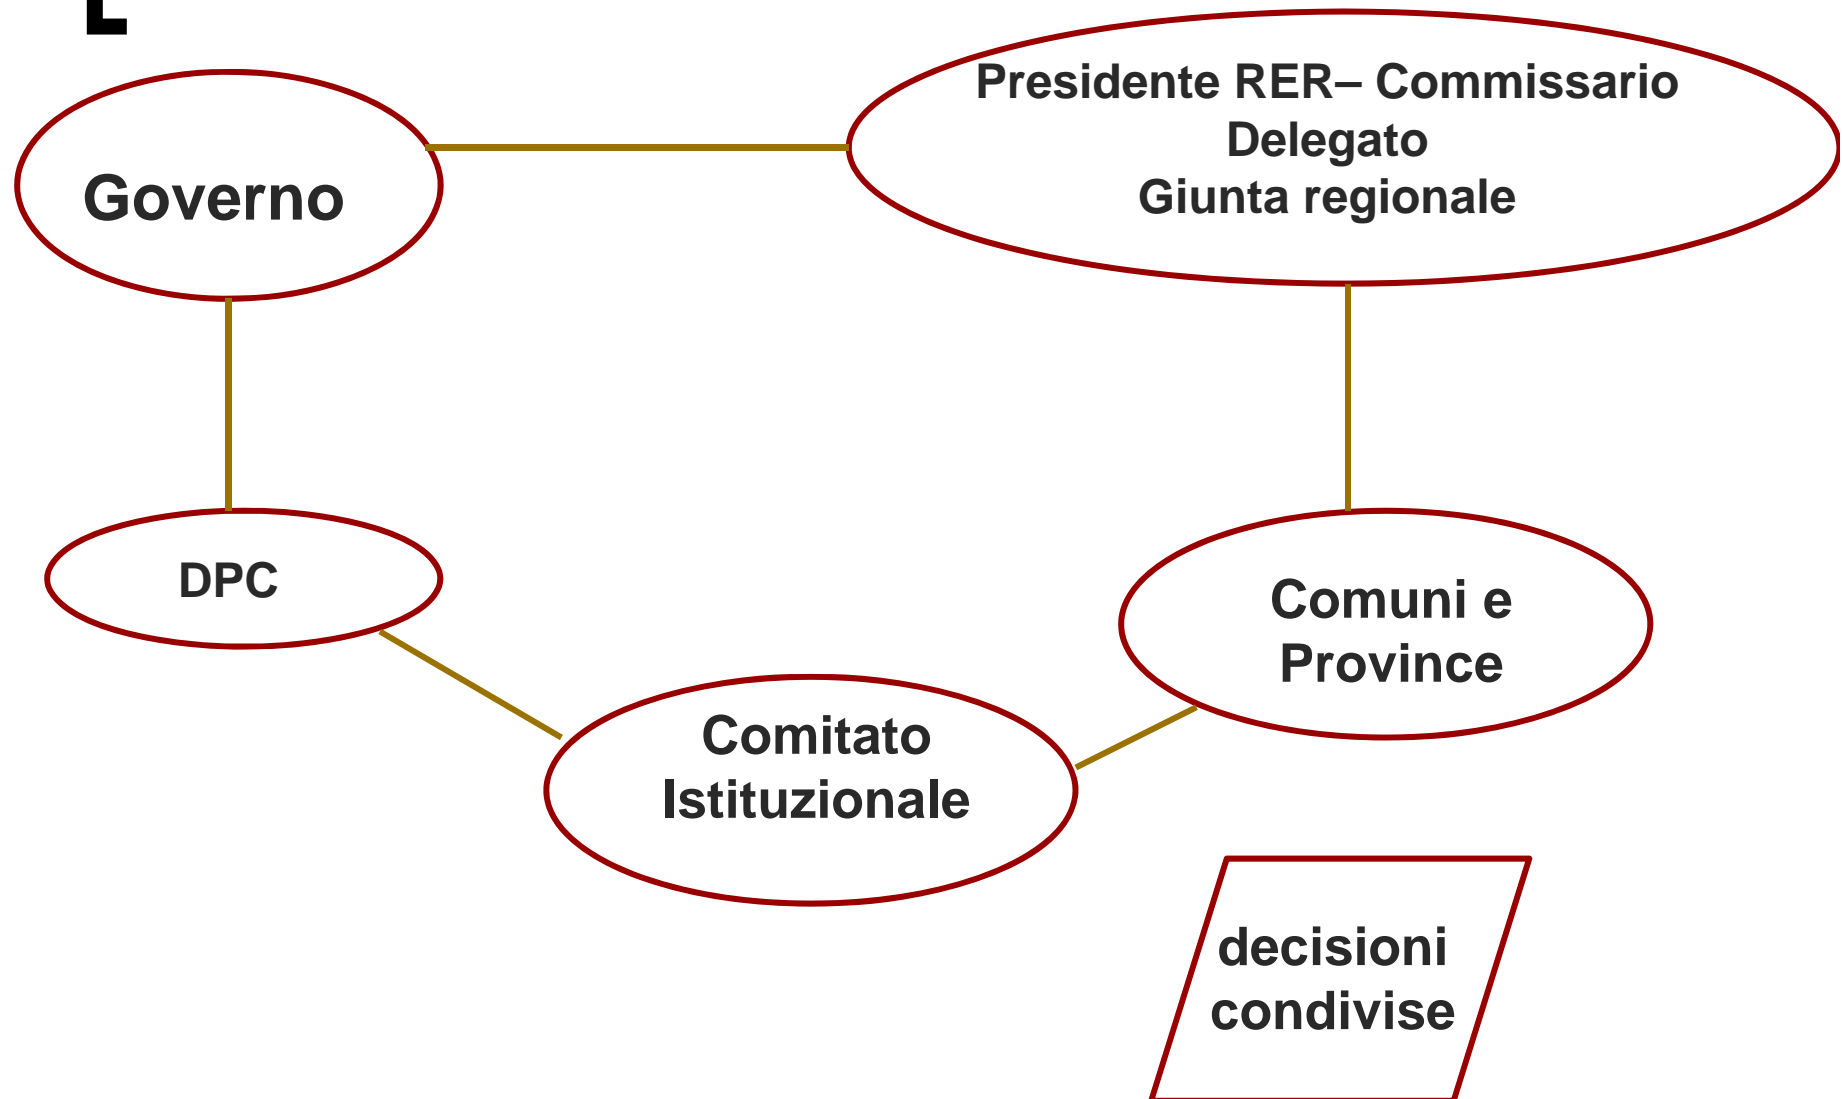 Presidente RER– Commissario
Delegato
Giunta regionale
Governo
DPC
Comuni e
Province
Comitato
Istituzionale
decisioni
condivise